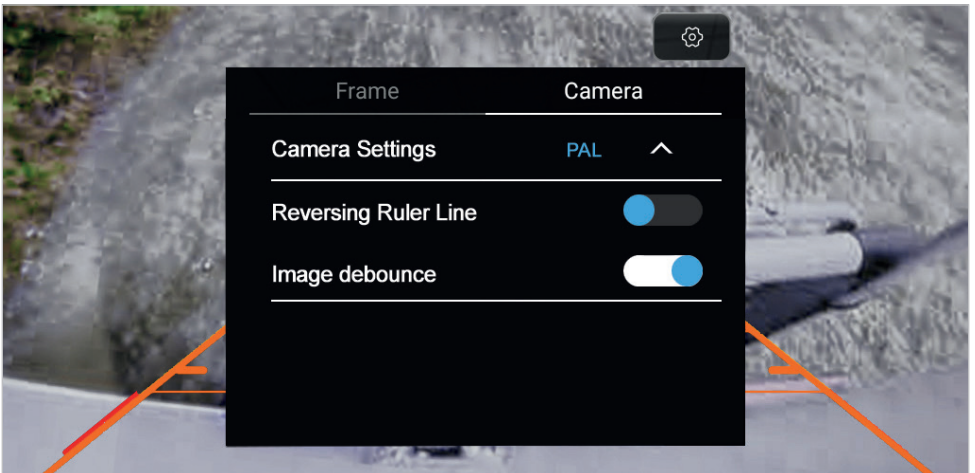 Frame
Camera
Camera Settings PAL
Reversing Ruler Line
Image debounce